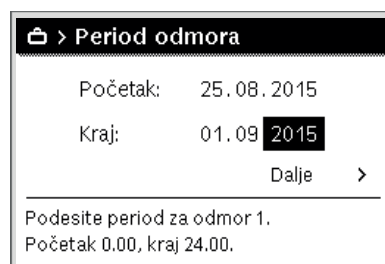 > Period odmora
Početak: 25.08.2015
Kraj: 01.09 2015
Dalje >
Podesite period za odmor 1.
Početak 0.00, kraj 24.00.